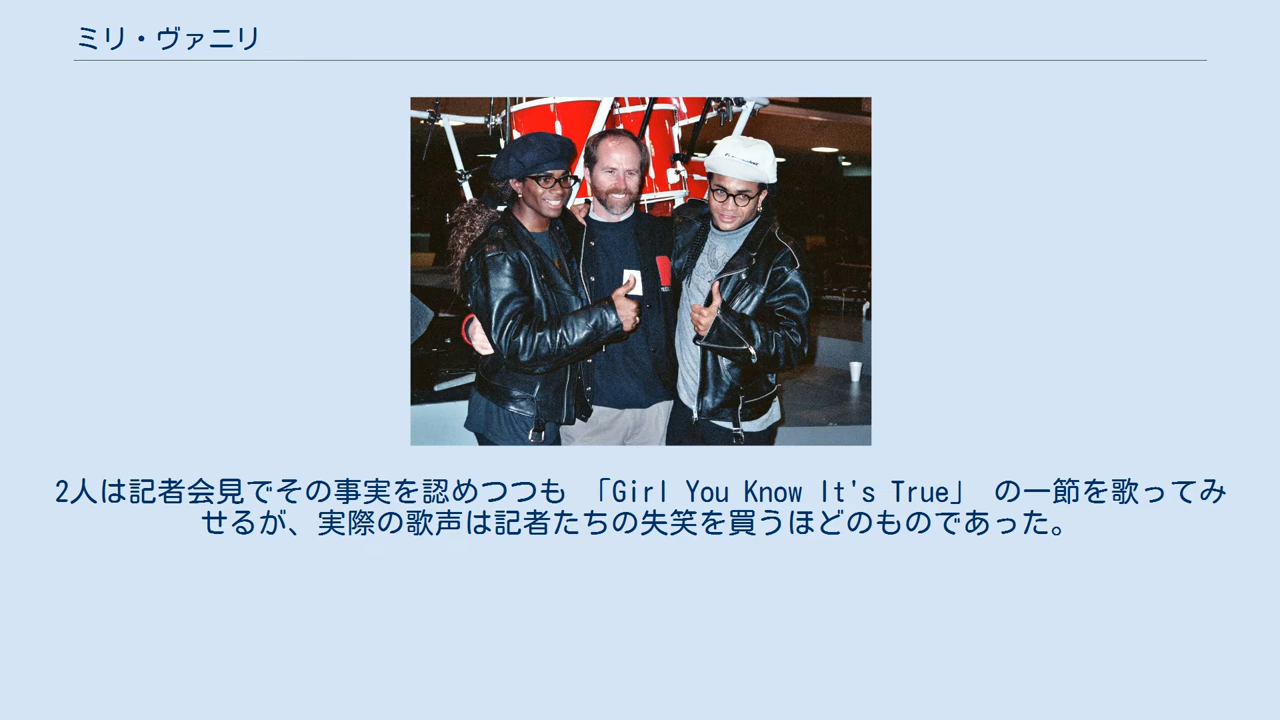 ミリ・ヴァニリ
2人は記者会見でその事実を認めつつも 「Girl You Know It's True」 の一節を歌ってみ
せるが、実際の歌声は記者たちの失笑を買うほどのものであった。